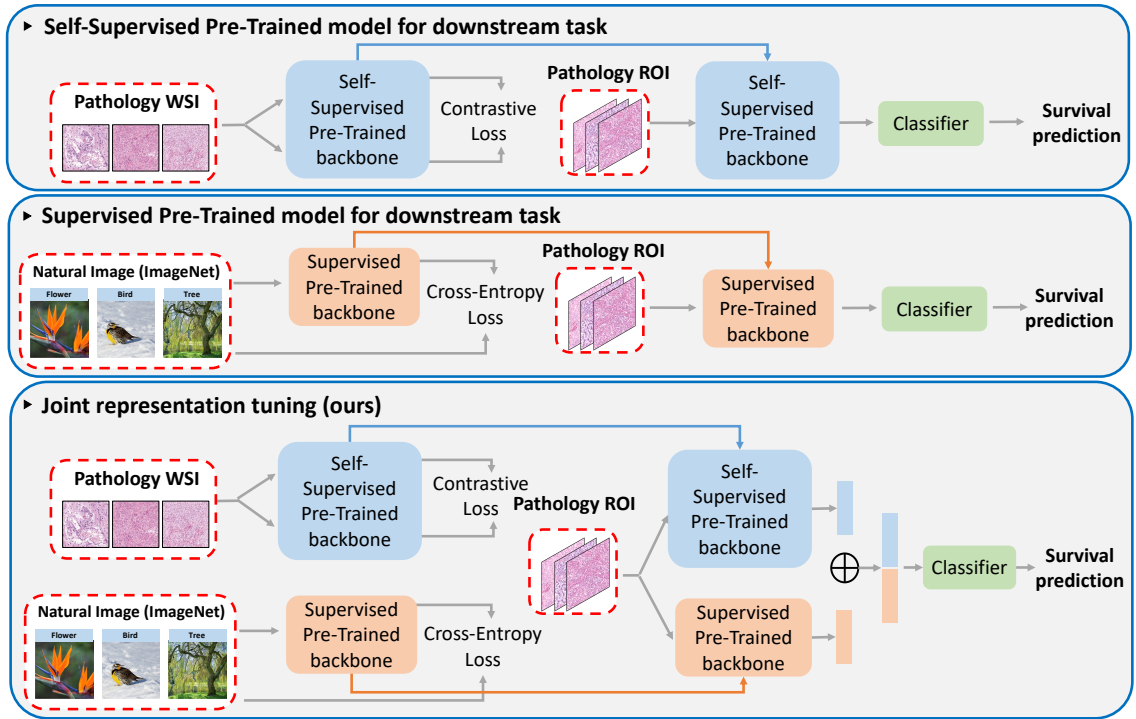 ▸ Self-Supervised Pre-Trained model for downstream task
Pathology WSI
Self-
Supervised
Pre-Trained
backbone
Contrastive
Loss
Pathology ROI
Self-
Supervised
Pre-Trained
backbone
Classifier
Survival
prediction
▸ Supervised Pre-Trained model for downstream task
Natural Image (ImageNet)
Flower
Bird
Tree
Supervised
Pre-Trained
backbone
Cross-Entropy
Loss
Pathology ROI
Supervised
Pre-Trained
backbone
Classifier
Survival
prediction
▸ Joint representation tuning (ours)
Pathology WSI
Self-
Supervised
Pre-Trained
backbone
Contrastive
Loss
Natural Image (ImageNet)
Flower
Bird
Tree
Supervised
Pre-Trained
backbone
Cross-Entropy
Loss
Pathology ROI
Self-
Supervised
Pre-Trained
backbone
Supervised
Pre-Trained
backbone
Classifier
Survival
prediction